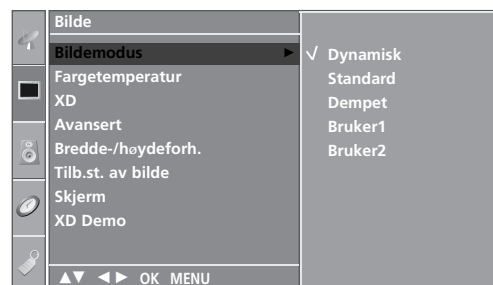 Bilde
Bildemodus ►
Fargetemperatur
XD
Avansert
Bredde-/høydeforh.
Tilb.st. av bilde
Skjerm
XD Demo
▲▼ ◄► OK MENU
√ Dynamisk
Standard
Dempet
Bruker1
Bruker2